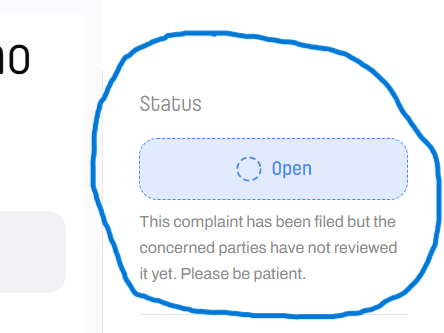 Status
Open
This complaint has been filed but the
concerned parties have not reviewed
it yet. Please be patient.